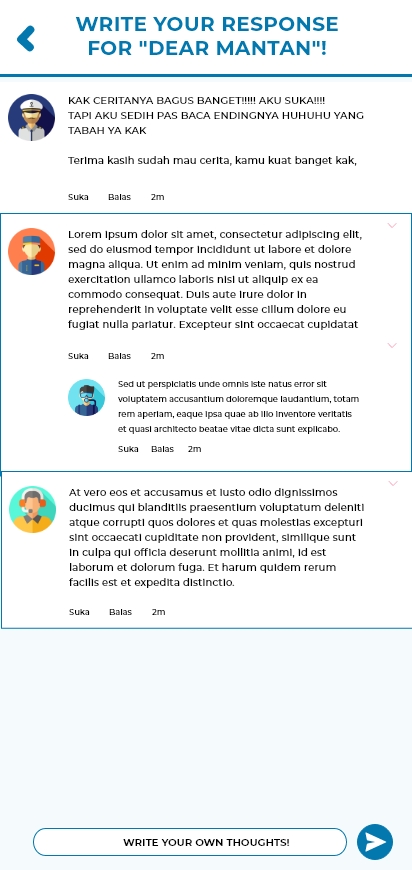 WRITE YOUR RESPONSE
FOR "DEAR MANTAN"!
KAK CERITANYA BAGUS BANGET!!!!! AKU SUKA!!!!
TAPI AKU SEDIH PAS BACA ENDINGNYA HUHUHU YANG
TABAH YA KAK
Terima kasih sudah mau cerita, kamu kuat banget kak,
Suka Balas 2m
Lorem ipsum dolor sit amet, consectetur adipiscing elit,
sed do eiusmod tempor incididunt ut labore et dolore
magna aliqua. Ut enim ad minim veniam, quis nostrud
exercitation ullamco laboris nisi ut aliquip ex ea
commodo consequat. Duis aute irure dolor in
reprehenderit in voluptate velit esse cillum dolore eu
fugiat nulla pariatur. Excepteur sint occaecat cupidatat
Suka Balas 2m
Sed ut perspiciatis unde omnis iste natus error sit
voluptatem accusantium doloremque laudantium, totam
rem aperiam, eaque ipsa quae ab illo inventore veritatis
et quasi architecto beatae vitae dicta sunt explicabo.
Suka Balas 2m
At vero eos et accusamus et iusto odio dignissimos
ducimus qui blanditiis praesentium voluptatum deleniti
atque corrupti quos dolores et quas molestias excepturi
sint occaecati cupiditate non provident, similique sunt
in culpa qui officia deserunt mollitia animi, id est
laborum et dolorum fuga. Et harum quidem rerum
facilis est et expedita distinctio.
Suka Balas 2m
WRITE YOUR OWN THOUGHTS!